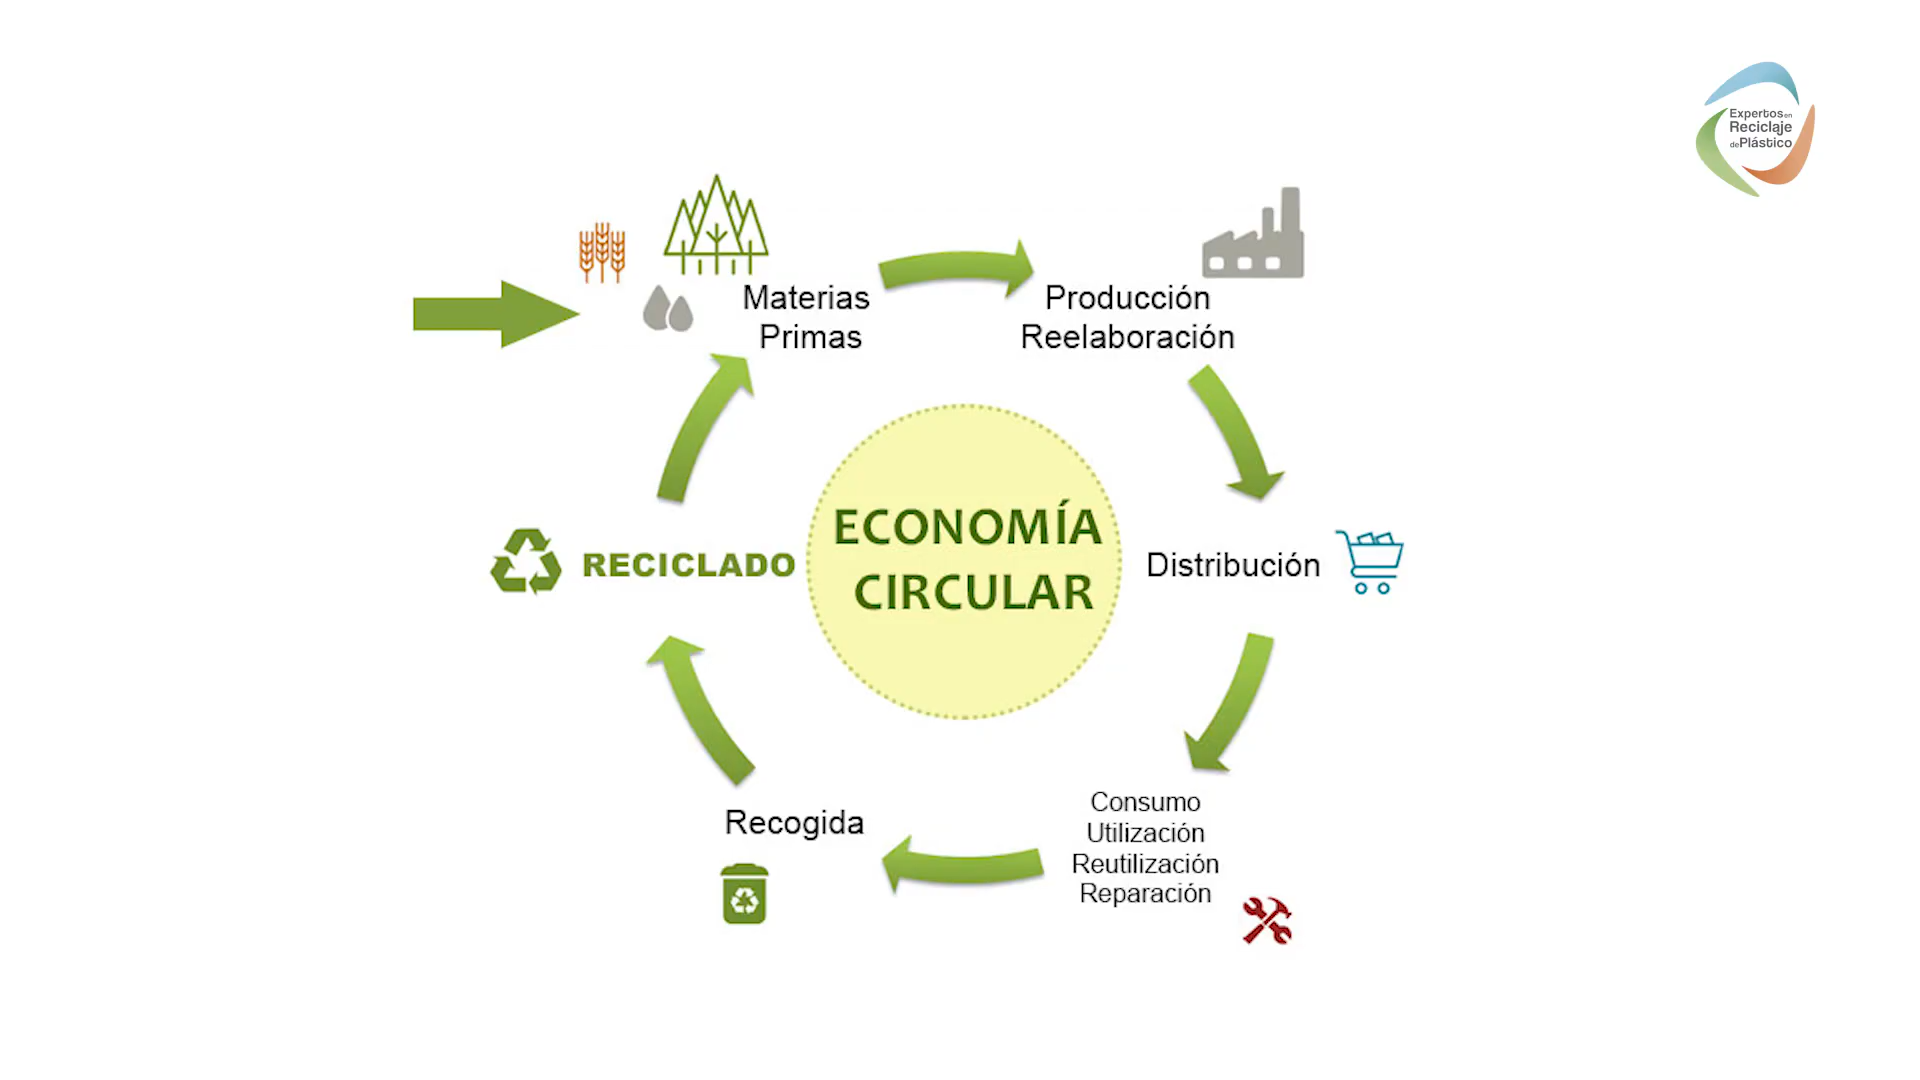 Expertos en
Reciclaje
de Plástico
Materias
Primas
Producción
Reelaboración
ECONOMÍA
CIRCULAR
RECICLADO
Distribución
Recogida
Consumo
Utilización
Reutilización
Reparación